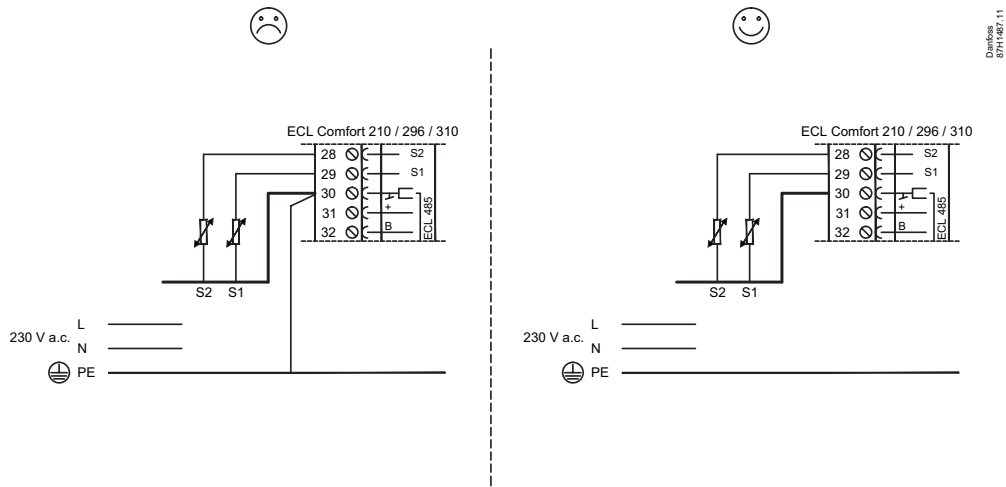 Danfoss
87H1487.11
ECL Comfort 210 / 296 / 310
28 S2
29 S1
30
31 +
32 B
ECL 485
S2 S1
230 V a.c.
L
N
PE
ECL Comfort 210 / 296 / 310
28 S2
29 S1
30
31 +
32 B
ECL 485
S2 S1
230 V a.c.
L
N
PE